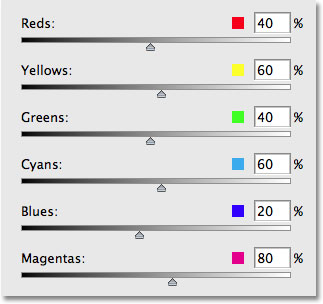 Reds: 40 %
Yellows: 60 %
Greens: 40 %
Cyans: 60 %
Blues: 20 %
Magentas: 80 %